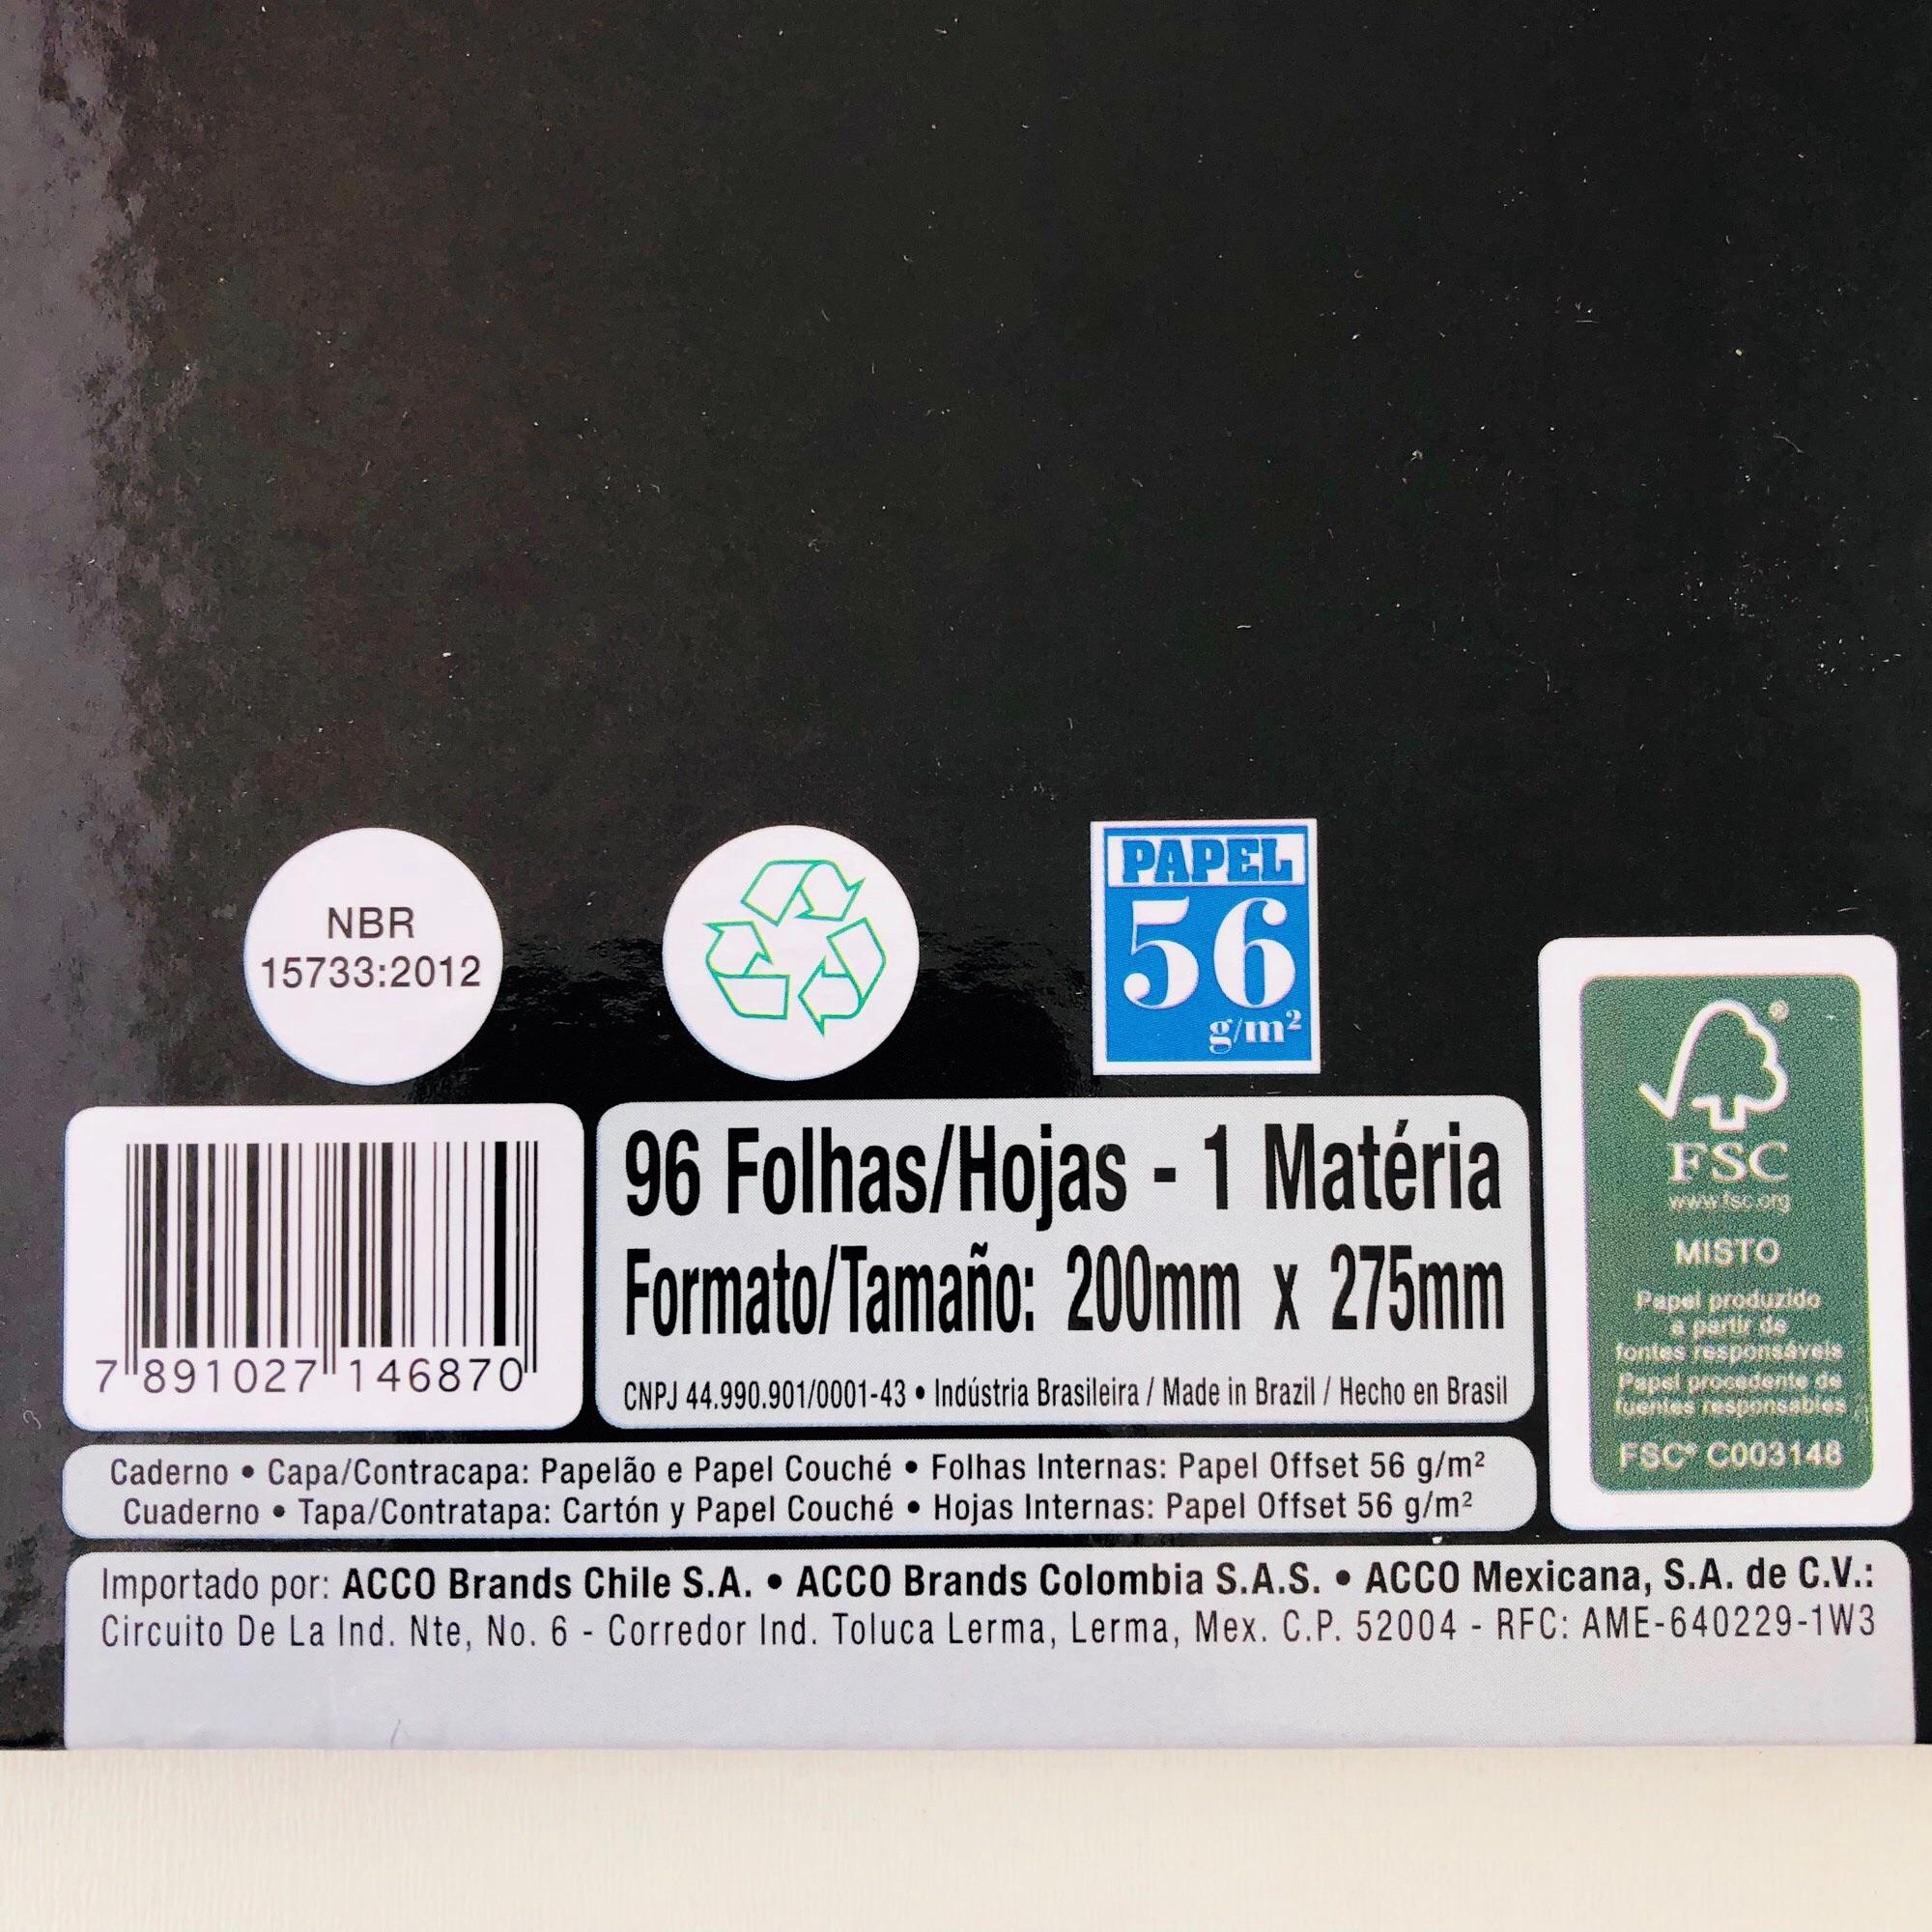 NBR
15733:2012
PAPEL
56
g/m²
7 891027 146870
96 Folhas/Hojas - 1 Matéria
Formato/Tamaño: 200mm x 275mm
CNPJ 44.990.901/0001-43 • Indústria Brasileira / Made in Brazil / Hecho en Brasil
FSC
www.fsc.org
MISTO
Papel produzido
a partir de
fontes responsáveis
Papel procedente de
fuentes responsables
FSC® C003148
Caderno • Capa/Contracapa: Papelão e Papel Couché • Folhas Internas: Papel Offset 56 g/m²
Cuaderno • Tapa/Contratapa: Cartón y Papel Couché • Hojas Internas: Papel Offset 56 g/m²
Importado por: ACCO Brands Chile S.A. • ACCO Brands Colombia S.A.S. • ACCO Mexicana, S.A. de C.V.:
Circuito De La Ind. Nte, No. 6 - Corredor Ind. Toluca Lerma, Lerma, Mex. C.P. 52004 - RFC: AME-640229-1W3